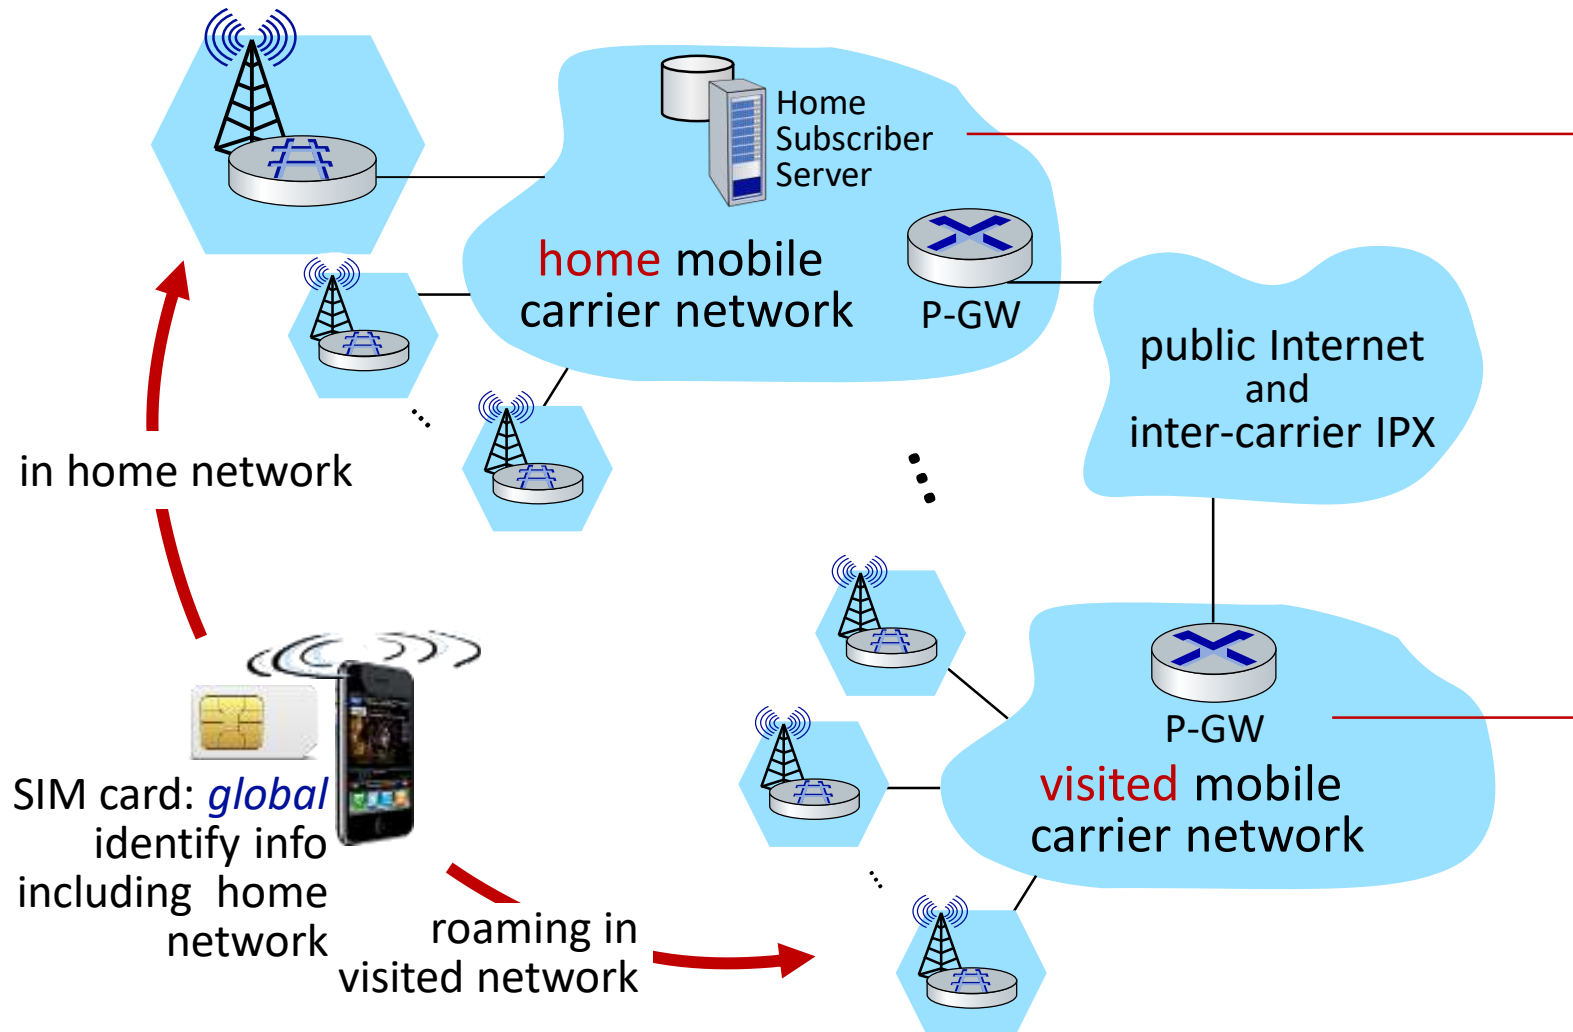 Home
Subscriber
Server
home mobile
carrier network
P-GW
public Internet
and
inter-carrier IPX
in home network
P-GW
visited mobile
carrier network
SIM card: global
identify info
including home
network
roaming in
visited network